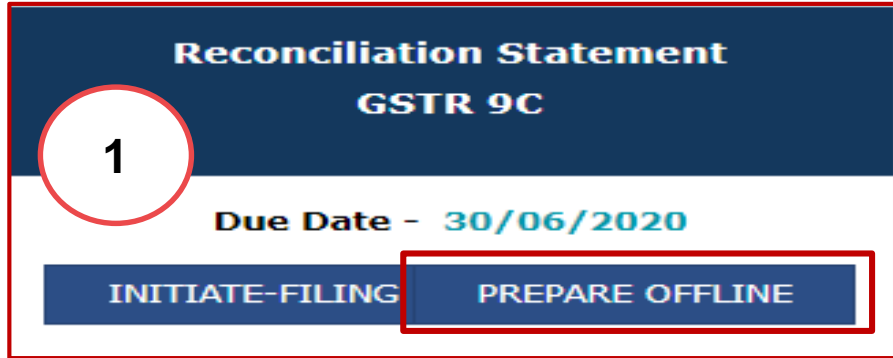 Reconciliation Statement
GSTR 9C
1
Due Date - 30/06/2020
INITIATE-FILING PREPARE OFFLINE